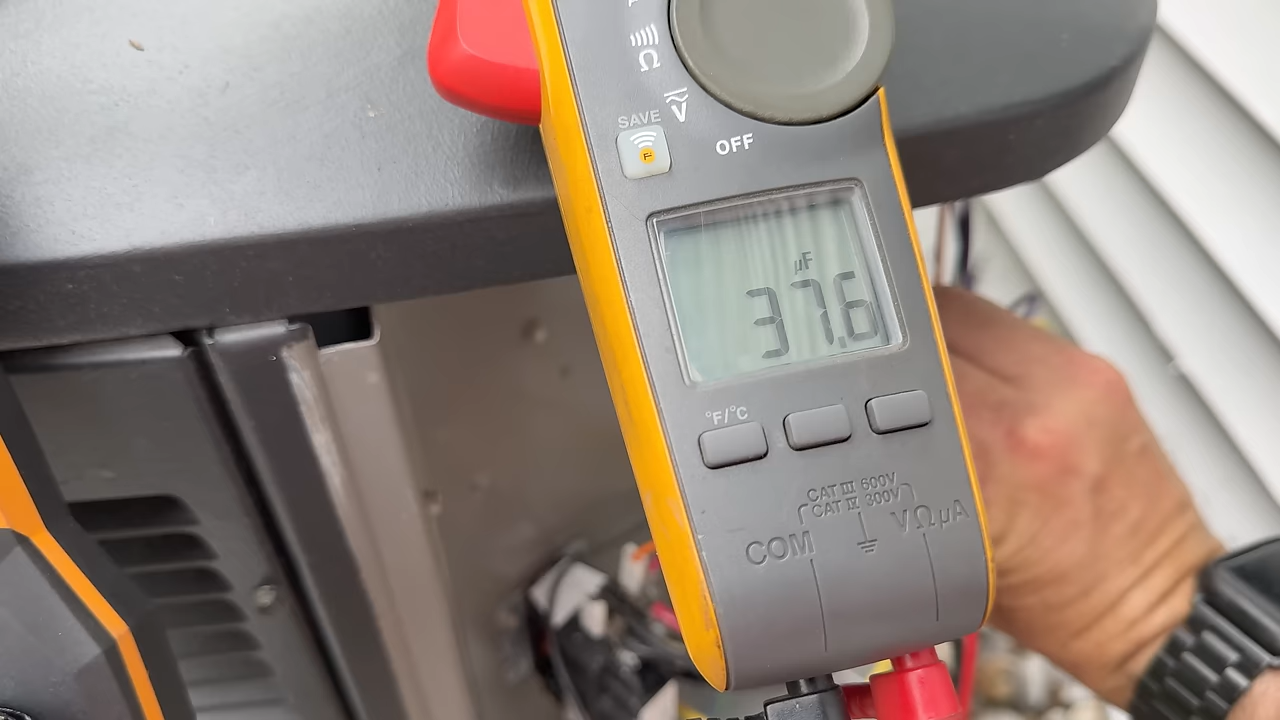 Ω
SAVE
V
OFF
µF
37.6
°F/°C
CAT III 600V
CAT IV 300V
COM
VΩµA